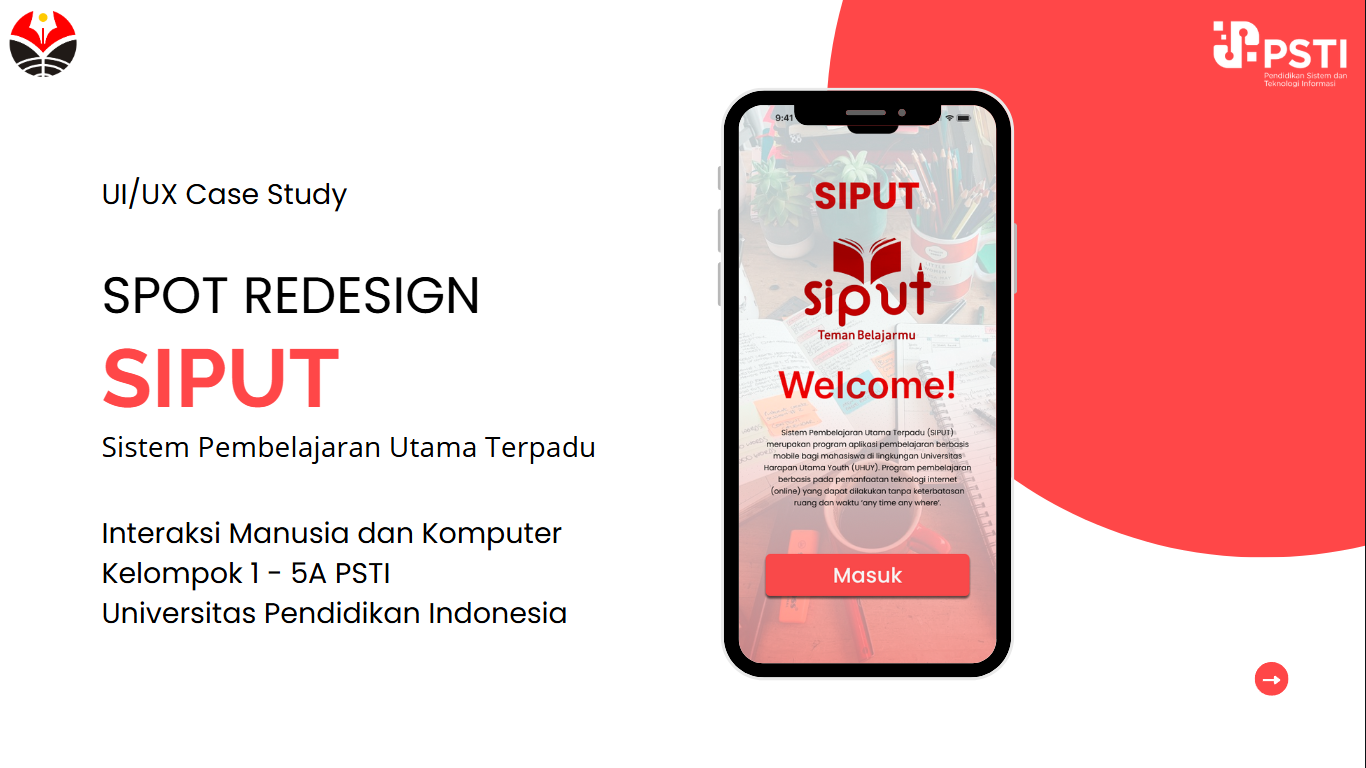 PSTI
Pendidikan Sistem dan
Teknologi Informasi
UI/UX Case Study
SPOT REDESIGN
SIPUT
Sistem Pembelajaran Utama Terpadu
Interaksi Manusia dan Komputer
Kelompok 1 - 5A PSTI
Universitas Pendidikan Indonesia
9:41
SIPUT
siput
Teman Belajarmu
Welcome!
Sistem Pembelajaran Utama Terpadu (SIPUT)
merupakan program aplikasi pembelajaran berbasis
mobile bagi mahasiswa di lingkungan Universitas
Harapan Utama Youth (UHUY). Program pembelajaran
berbasis pada pemanfaatan teknologi internet
(online) yang dapat dilakukan tanpa keterbatasan
ruang dan waktu 'any time any where'.
Masuk